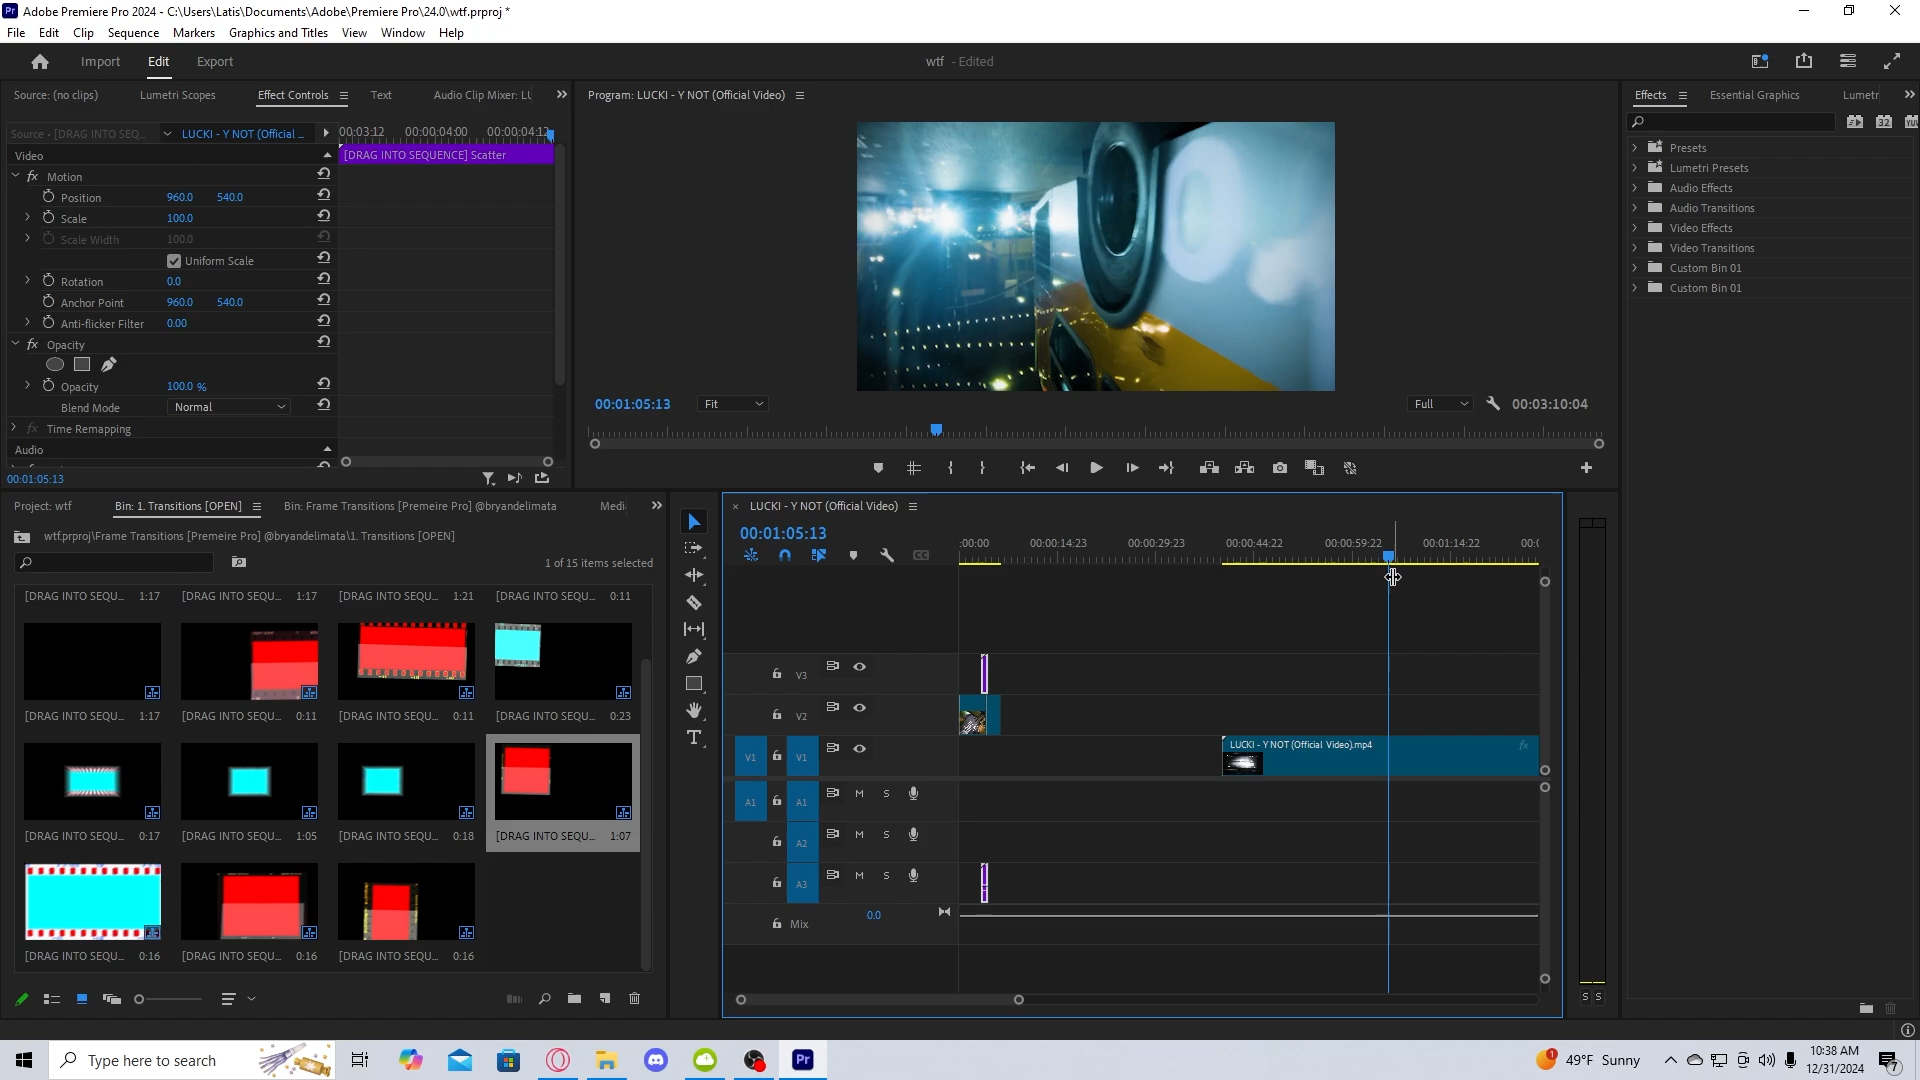 Pr Adobe Premiere Pro 2024 - C:\Users\Latis\Documents\Adobe\Premiere Pro\24.0\wtf.prproj *
File Edit Clip Sequence Markers Graphics and Titles View Window Help
Import Edit Export wtf - Edited
Source: (no clips) Lumetri Scopes Effect Controls Text Audio Clip Mixer: LU
Program: LUCKI - Y NOT (Official Video)
Effects Essential Graphics Lumetr
Source - [DRAG INTO SEQ... LUCKI - Y NOT (Official ... 00:03:12 00:00:04:00 00:00:04:12
32
Video [DRAG INTO SEQUENCE] Scatter
fx Motion
Position 960.0 540.0
Scale 100.0
Scale Width 100.0
Uniform Scale
Rotation 0.0
Anchor Point 960.0 540.0
Anti-flicker Filter 0.00
fx Opacity
Opacity 100.0 %
Blend Mode Normal
fx Time Remapping
Audio
00:01:05:13
Presets
Lumetri Presets
Audio Effects
Audio Transitions
Video Effects
Video Transitions
Custom Bin 01
Custom Bin 01
00:01:05:13 Fit Full 00:03:10:04
Project: wtf Bin: 1. Transitions [OPEN] Bin: Frame Transitions [Premeire Pro] @bryandelimata Medi
wtf.prproj\Frame Transitions [Premeire Pro] @bryandelimata\1. Transitions [OPEN]
1 of 15 items selected
[DRAG INTO SEQU... 1:17 [DRAG INTO SEQU... 1:17 [DRAG INTO SEQU... 1:21 [DRAG INTO SEQU... 0:11
[DRAG INTO SEQU... 1:17 [DRAG INTO SEQU... 0:11 [DRAG INTO SEQU... 0:11 [DRAG INTO SEQU... 0:23
[DRAG INTO SEQU... 0:17 [DRAG INTO SEQU... 1:05 [DRAG INTO SEQU... 0:18 [DRAG INTO SEQU... 1:07
[DRAG INTO SEQU... 0:16 [DRAG INTO SEQU... 0:16 [DRAG INTO SEQU... 0:16
× LUCKI - Y NOT (Official Video)
00:01:05:13
:00:00 00:00:14:23 00:00:29:23 00:00:44:22 00:00:59:22 00:01:14:22 00:0
V3
V2
V1 V1 LUCKI - Y NOT (Official Video).mp4 fx
A1 A1 M S
A2 M S
A3 M S
Mix 0.0
S S
Type here to search
Pr
49°F Sunny
10:38 AM
12/31/2024
7